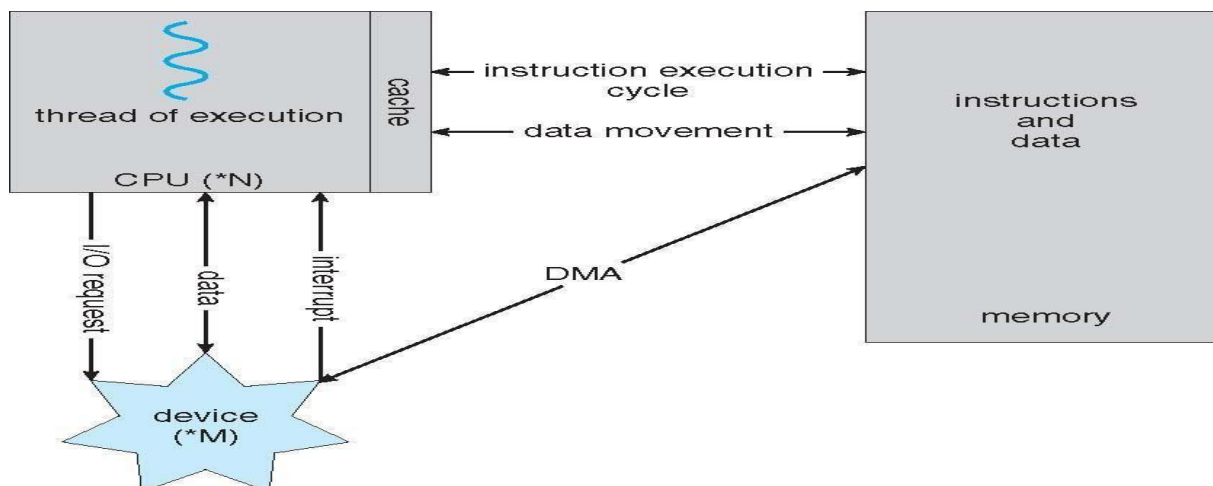 thread of execution
CPU (*N)
cache
instruction execution
cycle
data movement
instructions
and
data
memory
I/O request
data
interrupt
DMA
device
(*M)